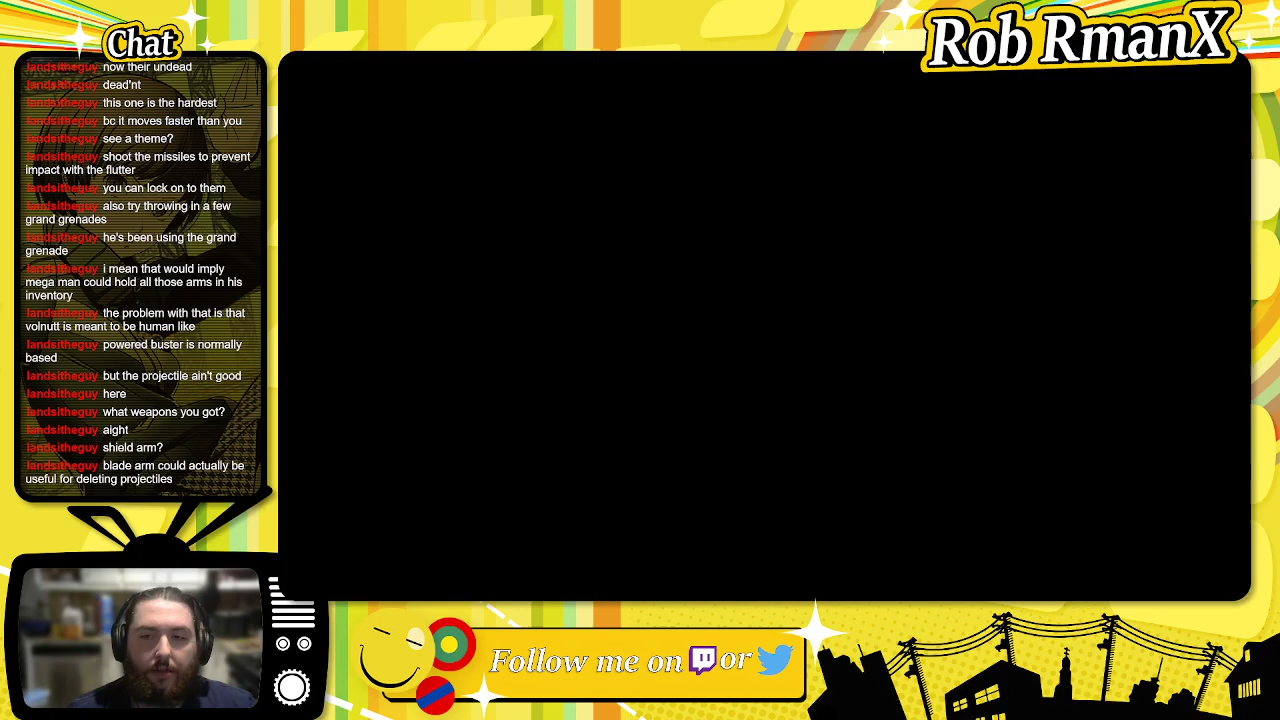 Chat
Rob RmanX
landsitheguy now their undead
landsitheguy dead'nt
landsitheguy this one is the hardest
landsitheguy bc it moves faster than you
landsitheguy see a theme?
landsitheguy shoot the missiles to prevent
impact with the flutter
landsitheguy you can lock on to them
landsitheguy also try throwing in a few
grand grenades
landsitheguy he's been using the grand
grenade
landsitheguy i mean that would imply
mega man could hold all those arms in his
inventory
landsitheguy the problem with that is that
volnutt is meant to be human like
landsitheguy powered buster is normally
based
landsitheguy but the projectile ain't good
landsitheguy here
landsitheguy what weapons you got?
landsitheguy aight
landsitheguy shield arm?
landsitheguy blade arm could actually be
useful for deleting projectiles
Follow me on or